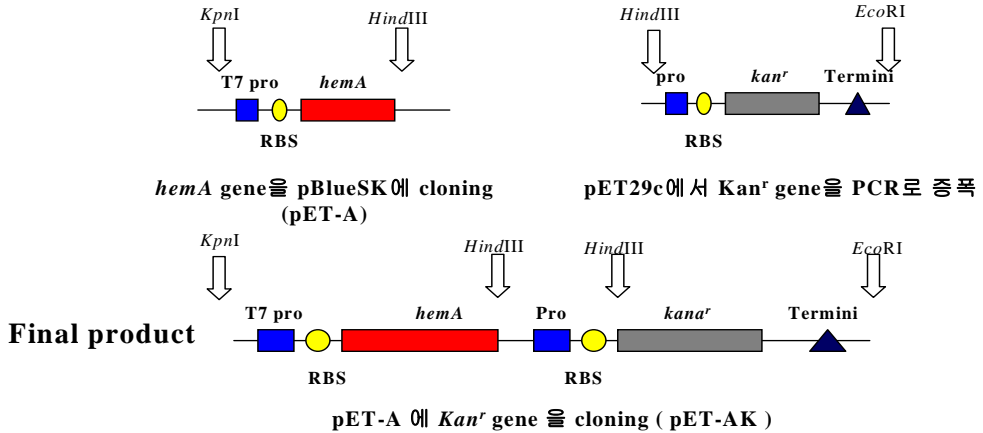 KpnI
HindIII
T7 pro
hemA
RBS
hemA gene을 pBlueSK에 cloning
(pET-A)
HindIII
EcoRI
pro
kanʳ
Termini
RBS
pET29c에서 Kanʳ gene을 PCR로 증폭
KpnI
HindIII
HindIII
EcoRI
T7 pro
hemA
Pro
kanaʳ
Termini
Final product
RBS
RBS
pET-A 에 Kanʳ gene 을 cloning ( pET-AK )